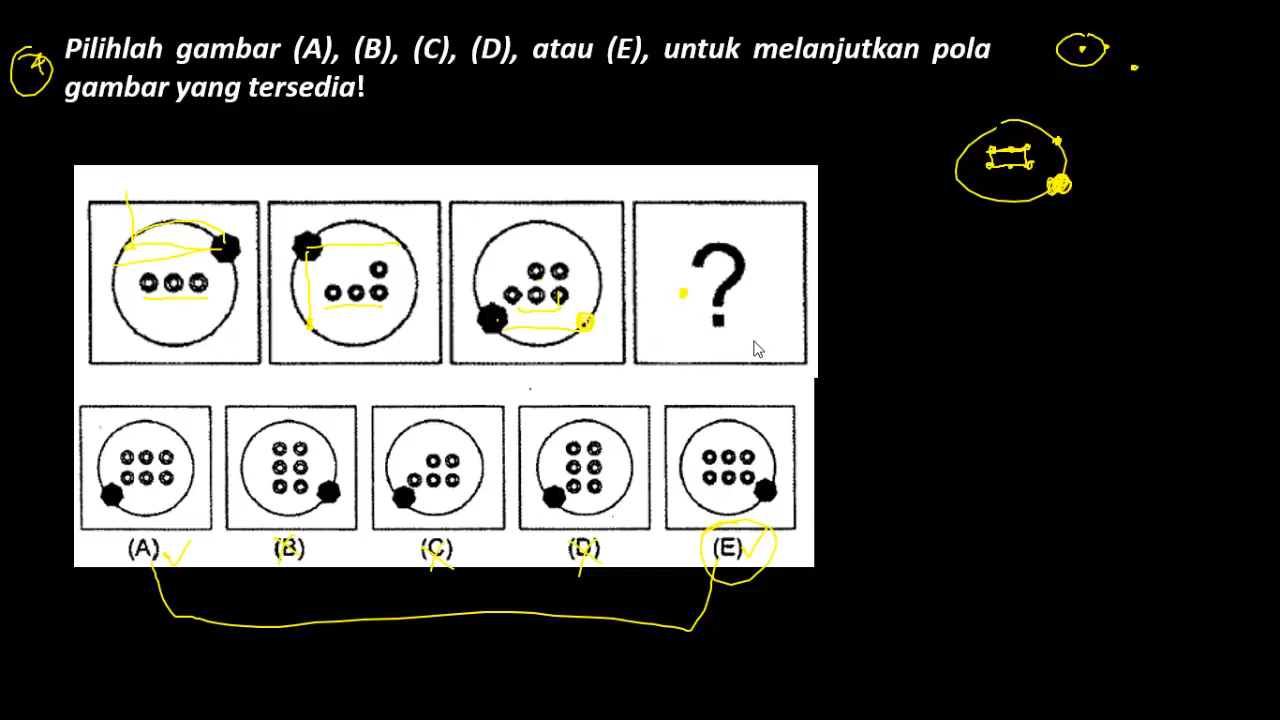 Pilihlah gambar (A), (B), (C), (D), atau (E), untuk melanjutkan pola
gambar yang tersedia!
?
(A) (B) (C) (D) (E)